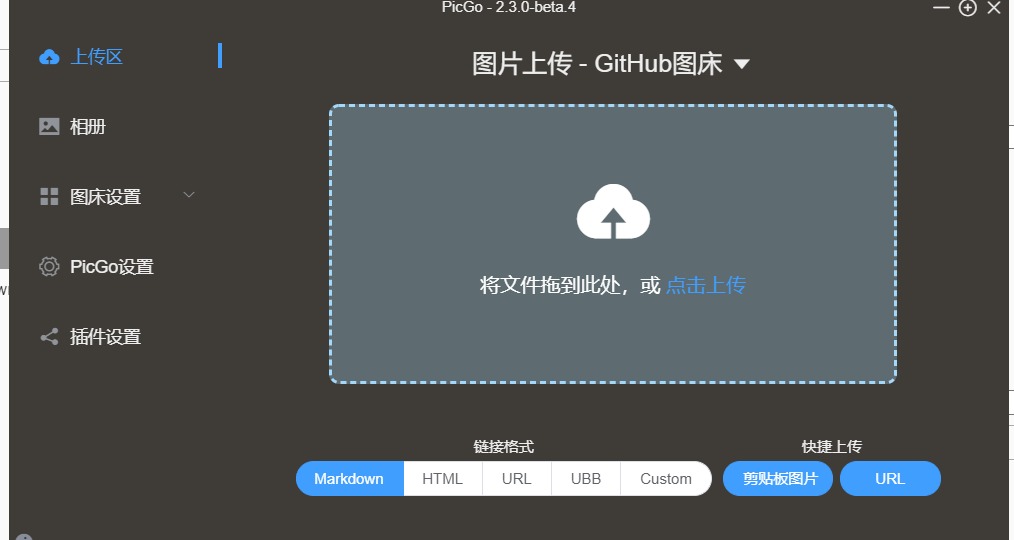 PicGo - 2.3.0-beta.4
上传区
图片上传 - GitHub图床
相册
图床设置
PicGo设置
插件设置
将文件拖到此处，或 点击上传
链接格式
快捷上传
Markdown HTML URL UBB Custom 剪贴板图片 URL